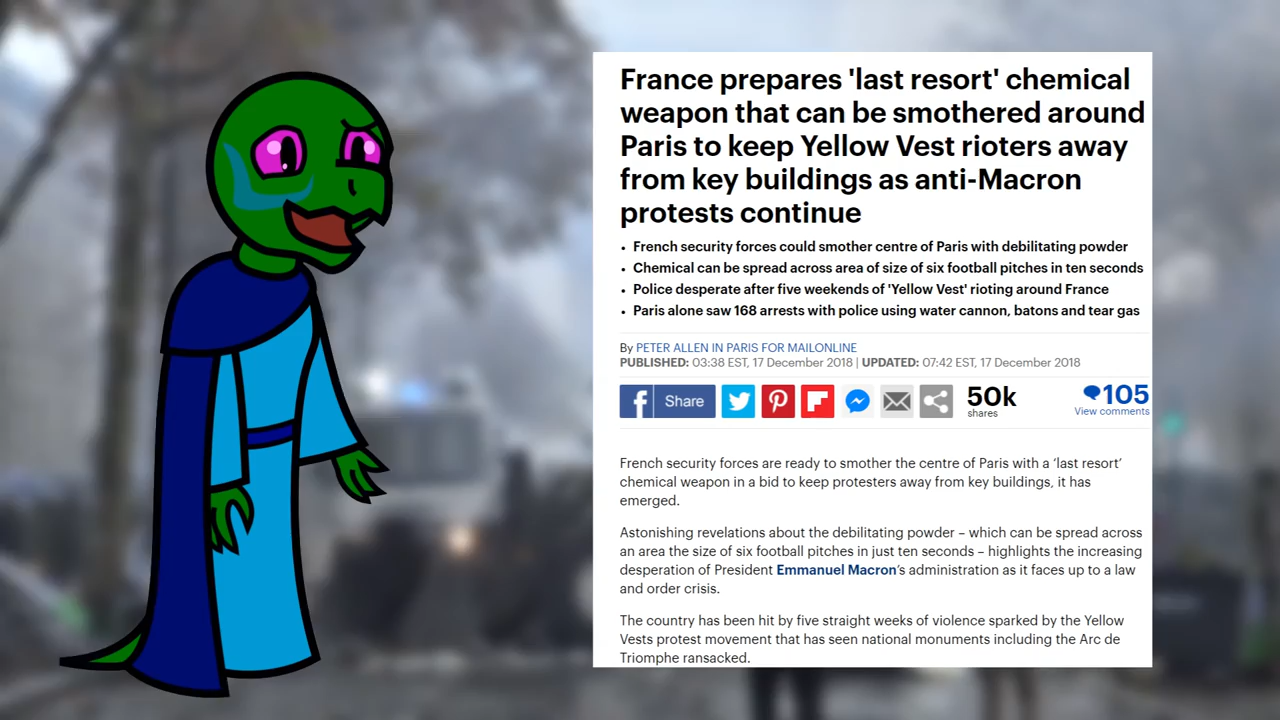 France prepares 'last resort' chemical
weapon that can be smothered around
Paris to keep Yellow Vest rioters away
from key buildings as anti-Macron
protests continue
• French security forces could smother centre of Paris with debilitating powder
• Chemical can be spread across area of size of six football pitches in ten seconds
• Police desperate after five weekends of 'Yellow Vest' rioting around France
• Paris alone saw 168 arrests with police using water cannon, batons and tear gas
By PETER ALLEN IN PARIS FOR MAILONLINE
PUBLISHED: 03:38 EST, 17 December 2018 | UPDATED: 07:42 EST, 17 December 2018
f Share 50k shares 105 View comments
French security forces are ready to smother the centre of Paris with a ‘last resort’
chemical weapon in a bid to keep protesters away from key buildings, it has
emerged.
Astonishing revelations about the debilitating powder – which can be spread across
an area the size of six football pitches in just ten seconds – highlights the increasing
desperation of President Emmanuel Macron’s administration as it faces up to a law
and order crisis.
The country has been hit by five straight weeks of violence sparked by the Yellow
Vests protest movement that has seen national monuments including the Arc de
Triomphe ransacked.